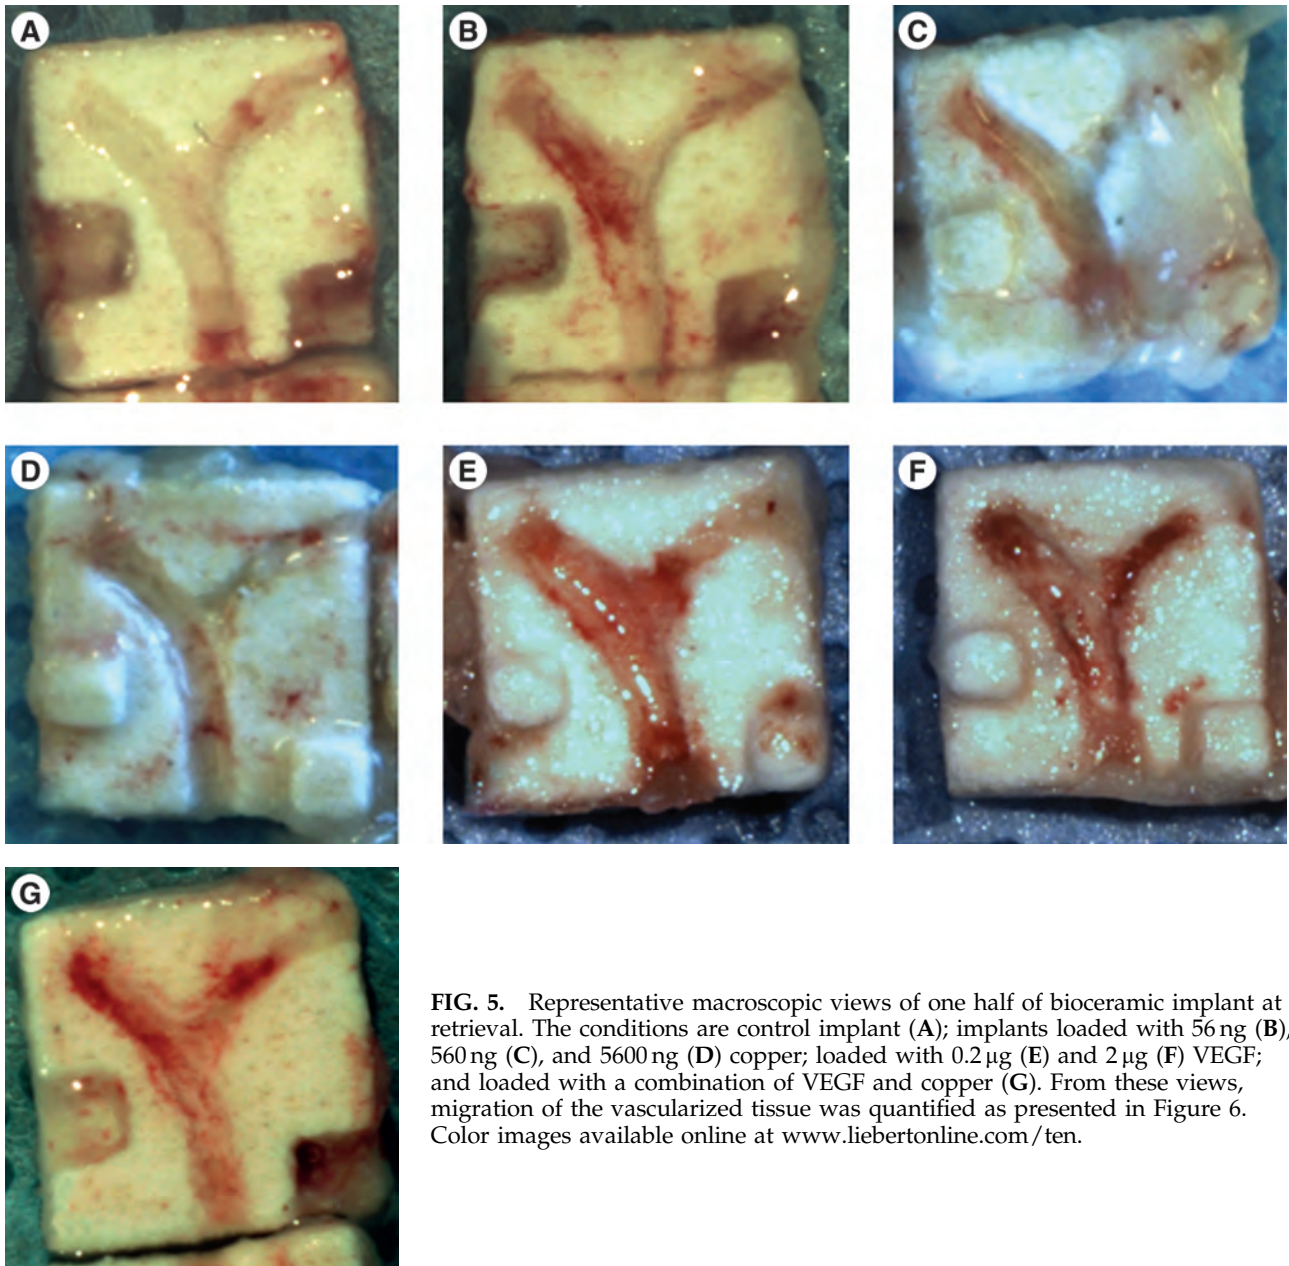 A
B
C
D
E
F
G
FIG. 5. Representative macroscopic views of one half of bioceramic implant at
retrieval. The conditions are control implant (A); implants loaded with 56 ng (B),
560 ng (C), and 5600 ng (D) copper; loaded with 0.2 μg (E) and 2 μg (F) VEGF;
and loaded with a combination of VEGF and copper (G). From these views,
migration of the vascularized tissue was quantified as presented in Figure 6.
Color images available online at www.liebertonline.com/ten.